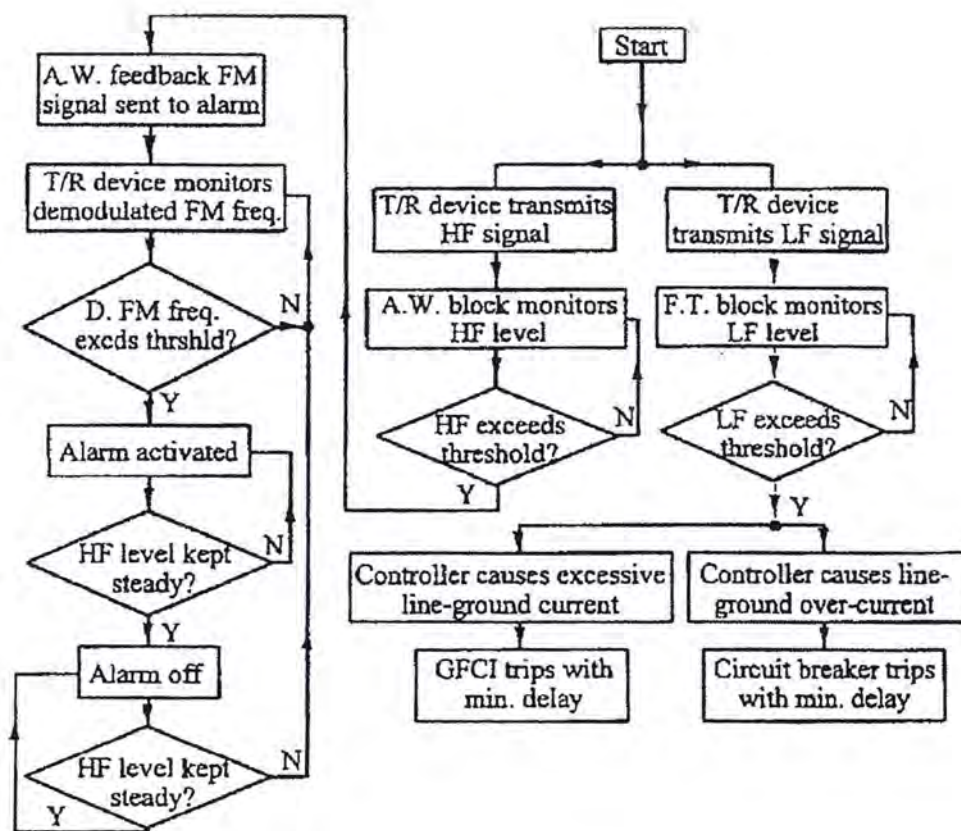 Start
T/R device transmits
HF signal
A.W. block monitors
HF level
HF exceeds
threshold?
N
Y
T/R device
transmits LF signal
F.T. block monitors
LF level
LF exceeds
threshold?
N
Y
Controller causes excessive
line-ground current
GFCI trips with
min. delay
Controller causes line-
ground over-current
Circuit breaker trips
with min. delay
A.W. feedback FM
signal sent to alarm
T/R device monitors
demodulated FM freq.
D. FM freq.
excds thrshld?
N
Y
Alarm activated
HF level kept
steady?
N
Y
Alarm off
HF level kept
steady?
N
Y